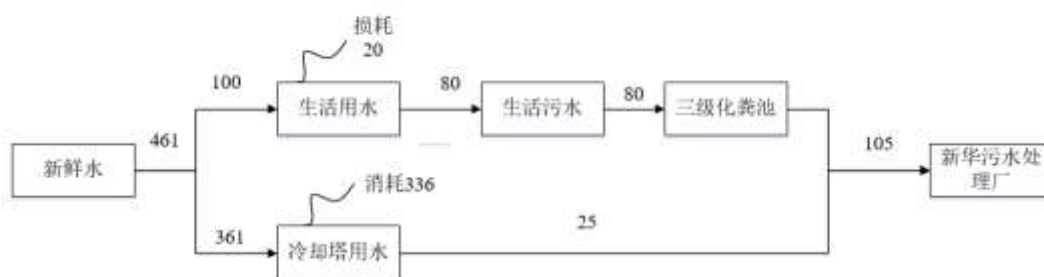 损耗
20
100
生活用水
80
生活污水
80
三级化粪池
461
新鲜水
105
新华污水处
理厂
消耗336
361
冷却塔用水
25